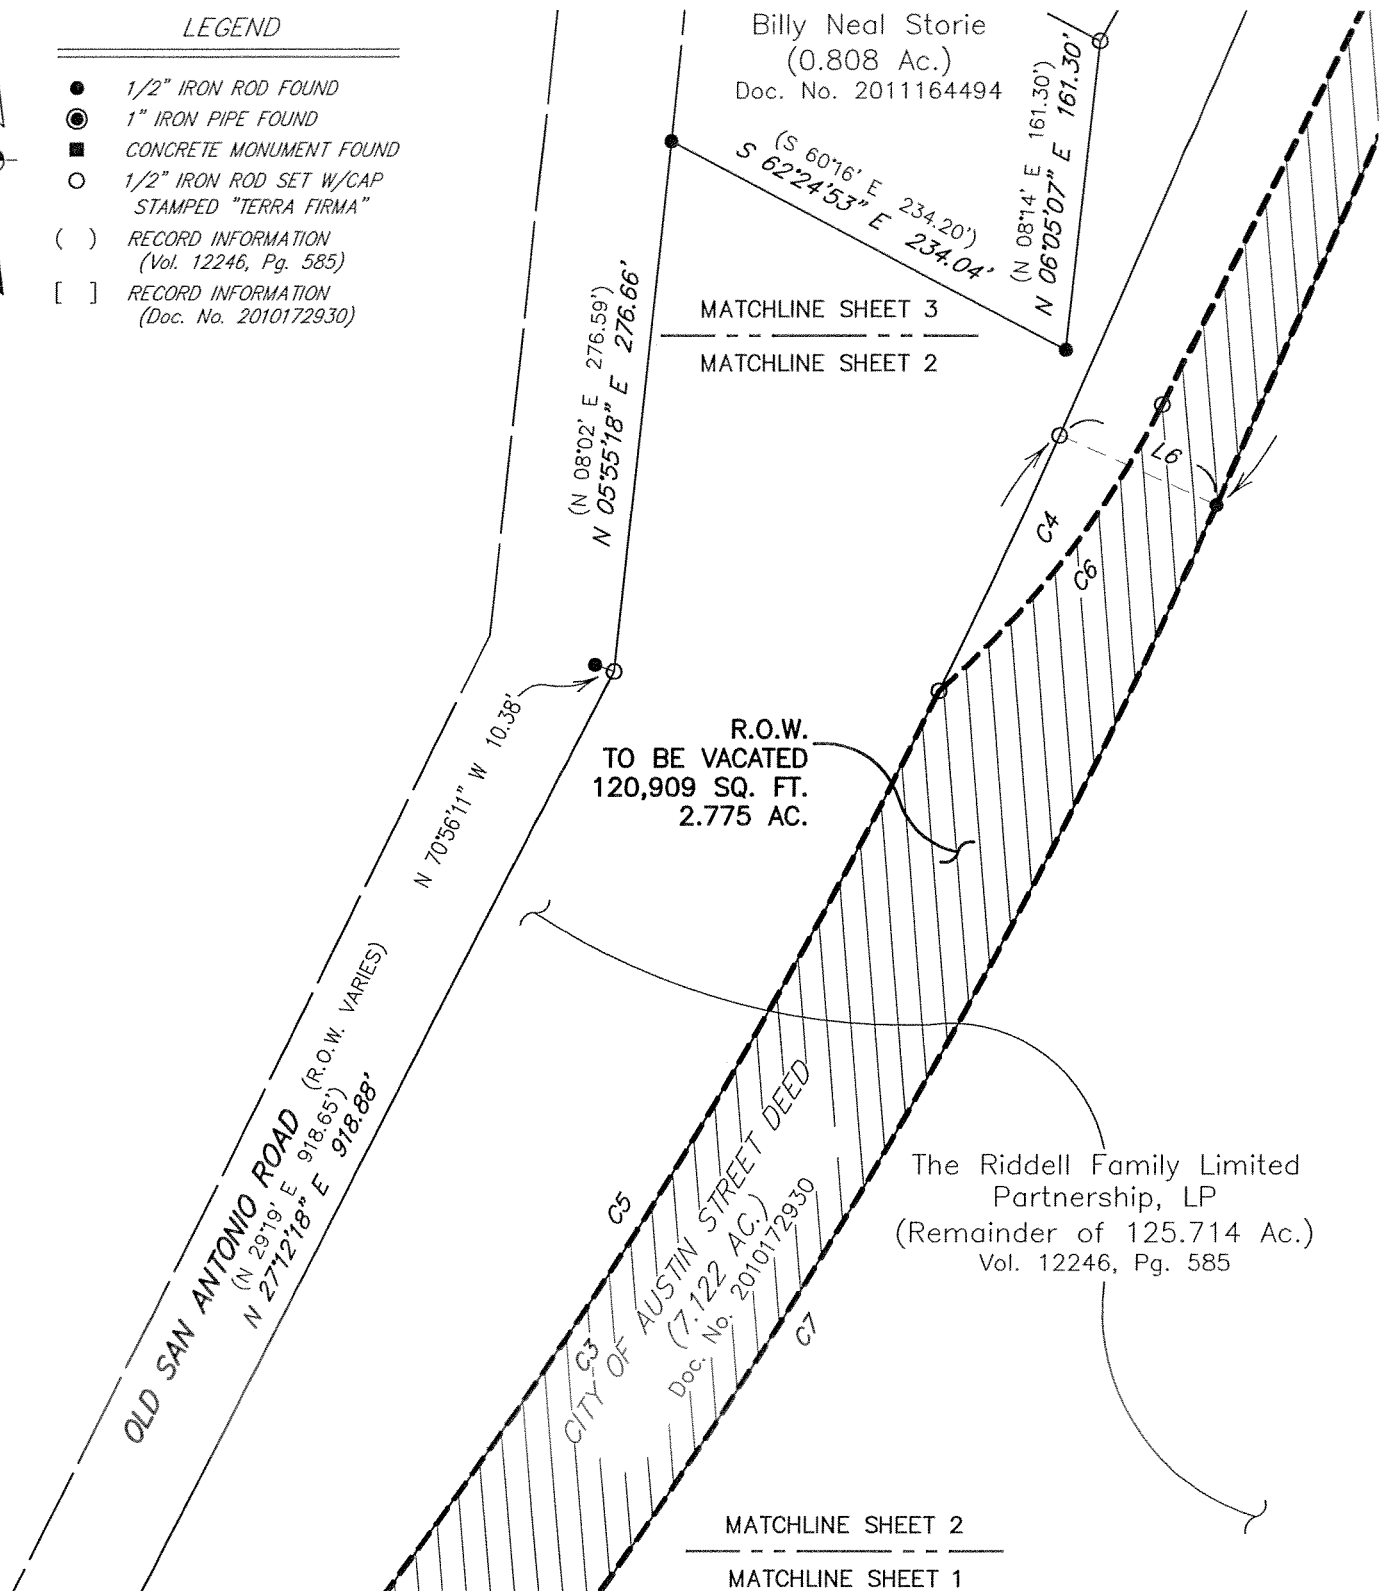 LEGEND
1/2" IRON ROD FOUND
1" IRON PIPE FOUND
CONCRETE MONUMENT FOUND
1/2" IRON ROD SET W/CAP
STAMPED "TERRA FIRMA"
( ) RECORD INFORMATION
(Vol. 12246, Pg. 585)
[ ] RECORD INFORMATION
(Doc. No. 2010172930)
Billy Neal Storie
(0.808 Ac.)
Doc. No. 2011164494
(S 60°16' E 234.20')
S 62°24'53" E 234.04'
(N 08°14' E 161.30')
N 06°05'07" E 161.30'
MATCHLINE SHEET 3
MATCHLINE SHEET 2
(N 08°02' E 276.59')
N 05°55'18" E 276.66'
L6
C4
C6
N 70°56'11" W 10.38'
R.O.W.
TO BE VACATED
120,909 SQ. FT.
2.775 AC.
OLD SAN ANTONIO ROAD (R.O.W. VARIES)
(N 29°19' E 918.65')
N 27°12'18" E 918.88'
C5
C3
CITY OF AUSTIN STREET DEED
(7.122 AC.)
Doc. No. 2010172930
C7
The Riddell Family Limited
Partnership, LP
(Remainder of 125.714 Ac.)
Vol. 12246, Pg. 585
MATCHLINE SHEET 2
MATCHLINE SHEET 1